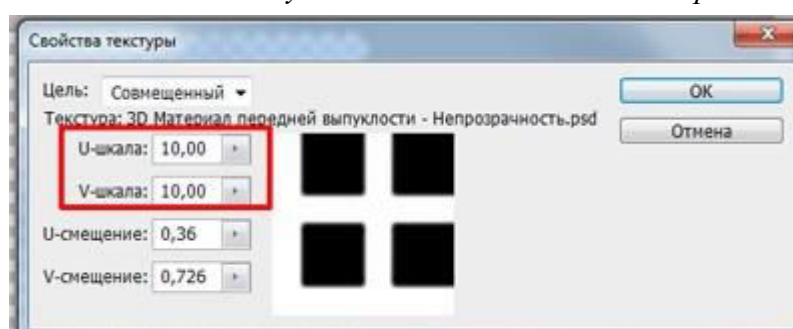 Свойства текстуры
Цель: Совмещенный
OK
Текстура: 3D Материал передней выпуклости - Непрозрачность.psd
Отмена
U-шкала: 10,00
V-шкала: 10,00
U-смещение: 0,36
V-смещение: 0,726